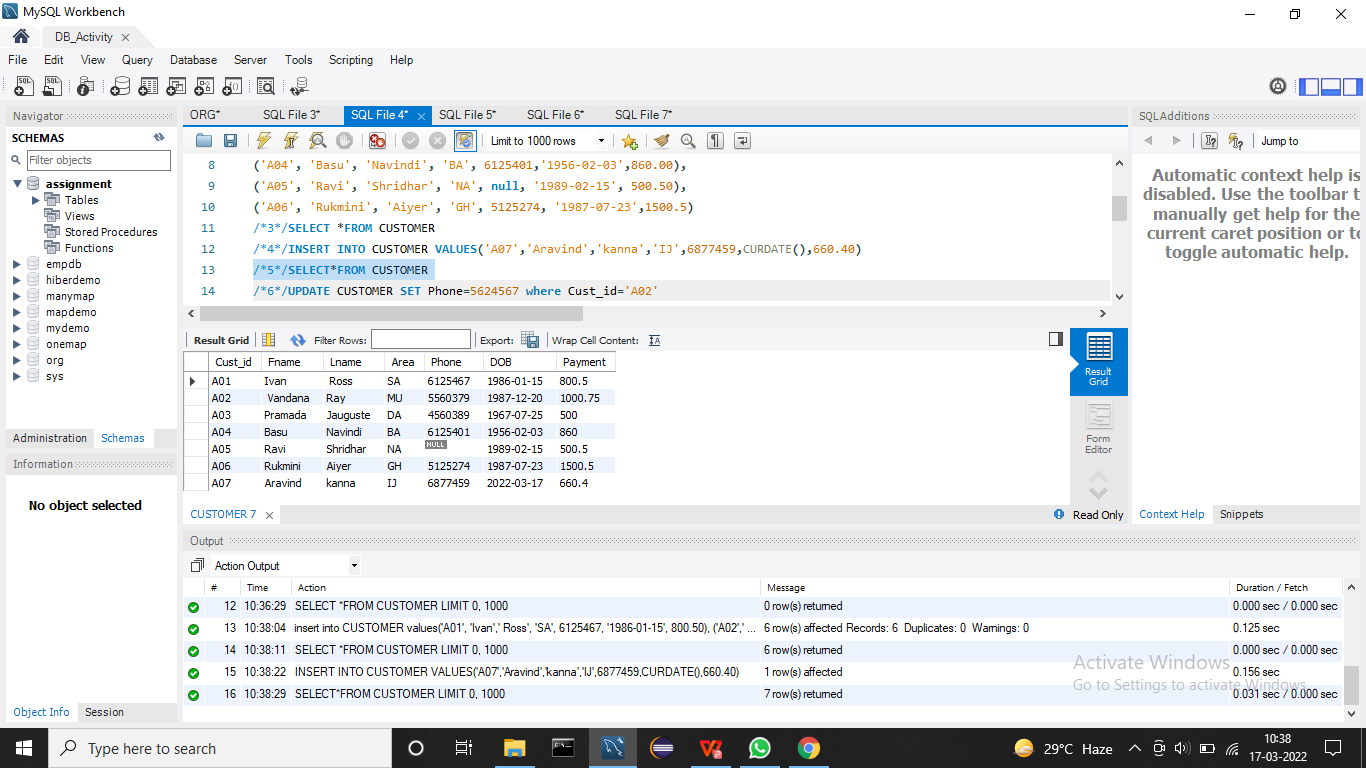 MySQL Workbench
DB_Activity
File Edit View Query Database Server Tools Scripting Help
Navigator
SCHEMAS
Filter objects
assignment
Tables
Views
Stored Procedures
Functions
empdb
hiberdemo
manymap
mapdemo
mydemo
onemap
org
sys
Administration Schemas
Information
No object selected
Object Info Session
ORG* SQL File 3* SQL File 4* SQL File 5* SQL File 6* SQL File 7*
Limit to 1000 rows
8 ('A04', 'Basu', 'Navindi', 'BA', 6125401,'1956-02-03',860.00),
9 ('A05', 'Ravi', 'Shridhar', 'NA', null, '1989-02-15', 500.50),
10 ('A06', 'Rukmini', 'Aiyer', 'GH', 5125274, '1987-07-23',1500.5)
11 /*3*/SELECT *FROM CUSTOMER
12 /*4*/INSERT INTO CUSTOMER VALUES('A07','Aravind','kanna','IJ',6877459,CURDATE(),660.40)
13 /*5*/SELECT*FROM CUSTOMER
14 /*6*/UPDATE CUSTOMER SET Phone=5624567 where Cust_id='A02'
Result Grid Filter Rows: Export: Wrap Cell Content:
Cust_id Fname Lname Area Phone DOB Payment
A01 Ivan Ross SA 6125467 1986-01-15 800.5
A02 Vandana Ray MU 5560379 1987-12-20 1000.75
A03 Pramada Jauguste DA 4560389 1967-07-25 500
A04 Basu Navindi BA 6125401 1956-02-03 860
A05 Ravi Shridhar NA NULL 1989-02-15 500.5
A06 Rukmini Aiyer GH 5125274 1987-07-23 1500.5
A07 Aravind kanna IJ 6877459 2022-03-17 660.4
Result
Grid
Form
Editor
CUSTOMER 7
Read Only
SQLAdditions
Jump to
Automatic context help is
disabled. Use the toolbar t
manually get help for the
current caret position or to
toggle automatic help.
Context Help Snippets
Output
Action Output
# Time Action Message Duration / Fetch
12 10:36:29 SELECT *FROM CUSTOMER LIMIT 0, 1000 0 row(s) returned 0.000 sec / 0.000 sec
13 10:38:04 insert into CUSTOMER values('A01', 'Ivan',' Ross', 'SA', 6125467, '1986-01-15', 800.50), ('A02',' ... 6 row(s) affected Records: 6 Duplicates: 0 Warnings: 0 0.125 sec
14 10:38:11 SELECT *FROM CUSTOMER LIMIT 0, 1000 6 row(s) returned 0.000 sec / 0.000 sec
15 10:38:22 INSERT INTO CUSTOMER VALUES('A07','Aravind','kanna','IJ',6877459,CURDATE(),660.40) 1 row(s) affected 0.156 sec
16 10:38:29 SELECT*FROM CUSTOMER LIMIT 0, 1000 7 row(s) returned 0.031 sec / 0.000 sec
Activate Windows
Go to Settings to activate Windows.
Type here to search
29°C Haze
10:38
17-03-2022